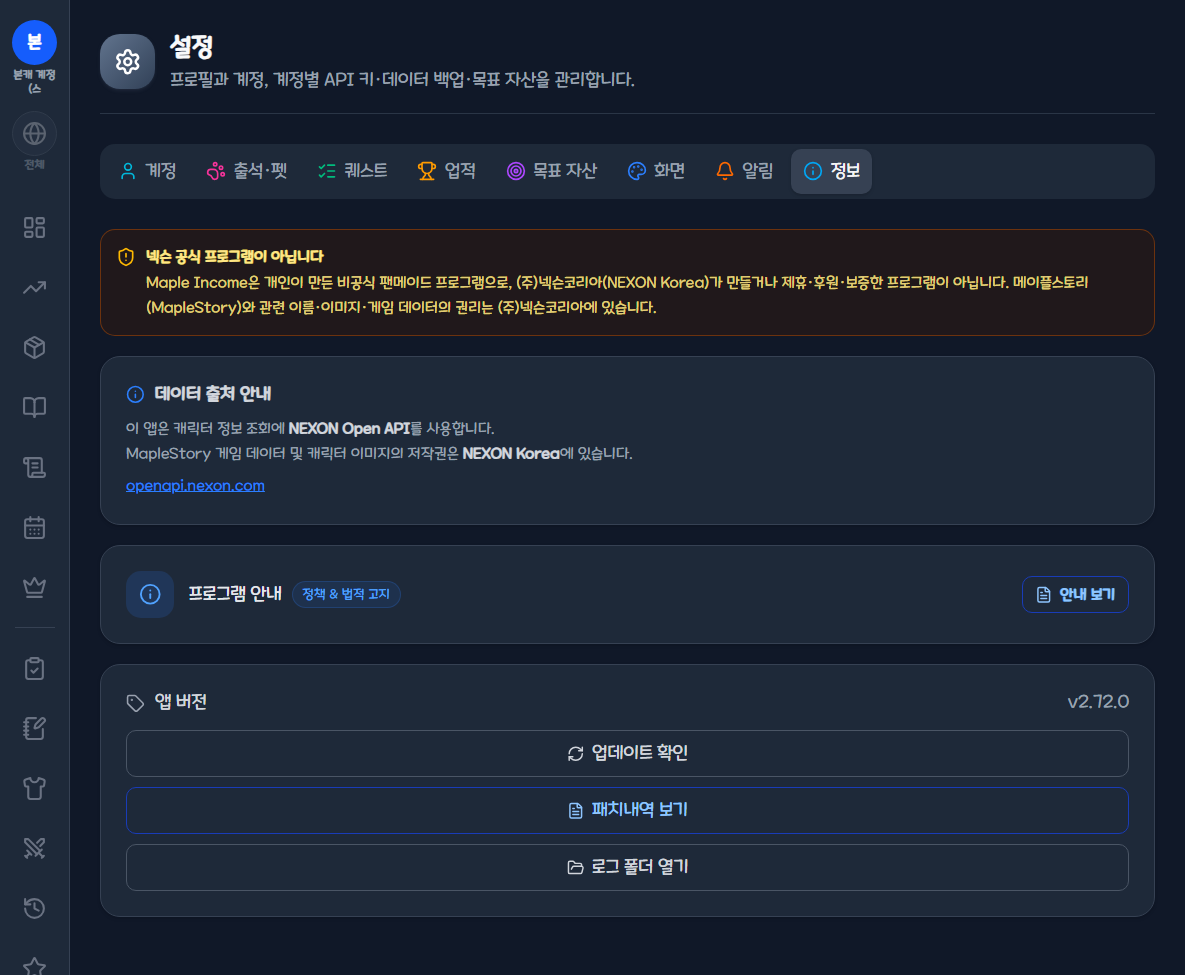 본
본캐 계정
(스
전체
설정
프로필과 계정, 계정별 API 키·데이터 백업·목표 자산을 관리합니다.
계정
출석·펫
퀘스트
업적
목표 자산
화면
알림
정보
넥슨 공식 프로그램이 아닙니다
Maple Income은 개인이 만든 비공식 팬메이드 프로그램으로, (주)넥슨코리아(NEXON Korea)가 만들거나 제휴·후원·보증한 프로그램이 아닙니다. 메이플스토리
(MapleStory)와 관련 이름·이미지·게임 데이터의 권리는 (주)넥슨코리아에 있습니다.
데이터 출처 안내
이 앱은 캐릭터 정보 조회에 NEXON Open API를 사용합니다.
MapleStory 게임 데이터 및 캐릭터 이미지의 저작권은 NEXON Korea에 있습니다.
openapi.nexon.com
프로그램 안내
정책 & 법적 고지
안내 보기
앱 버전
v2.72.0
업데이트 확인
패치내역 보기
로그 폴더 열기